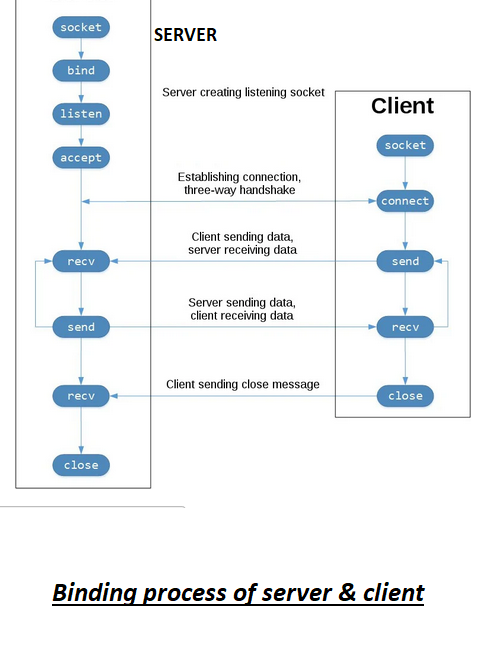 socket
SERVER
bind
Server creating listening socket
listen
Client
accept
socket
Establishing connection,
three-way handshake
connect
Client sending data,
server receiving data
recv
send
Server sending data,
client receiving data
send
recv
Client sending close message
recv
close
close
Binding process of server & client